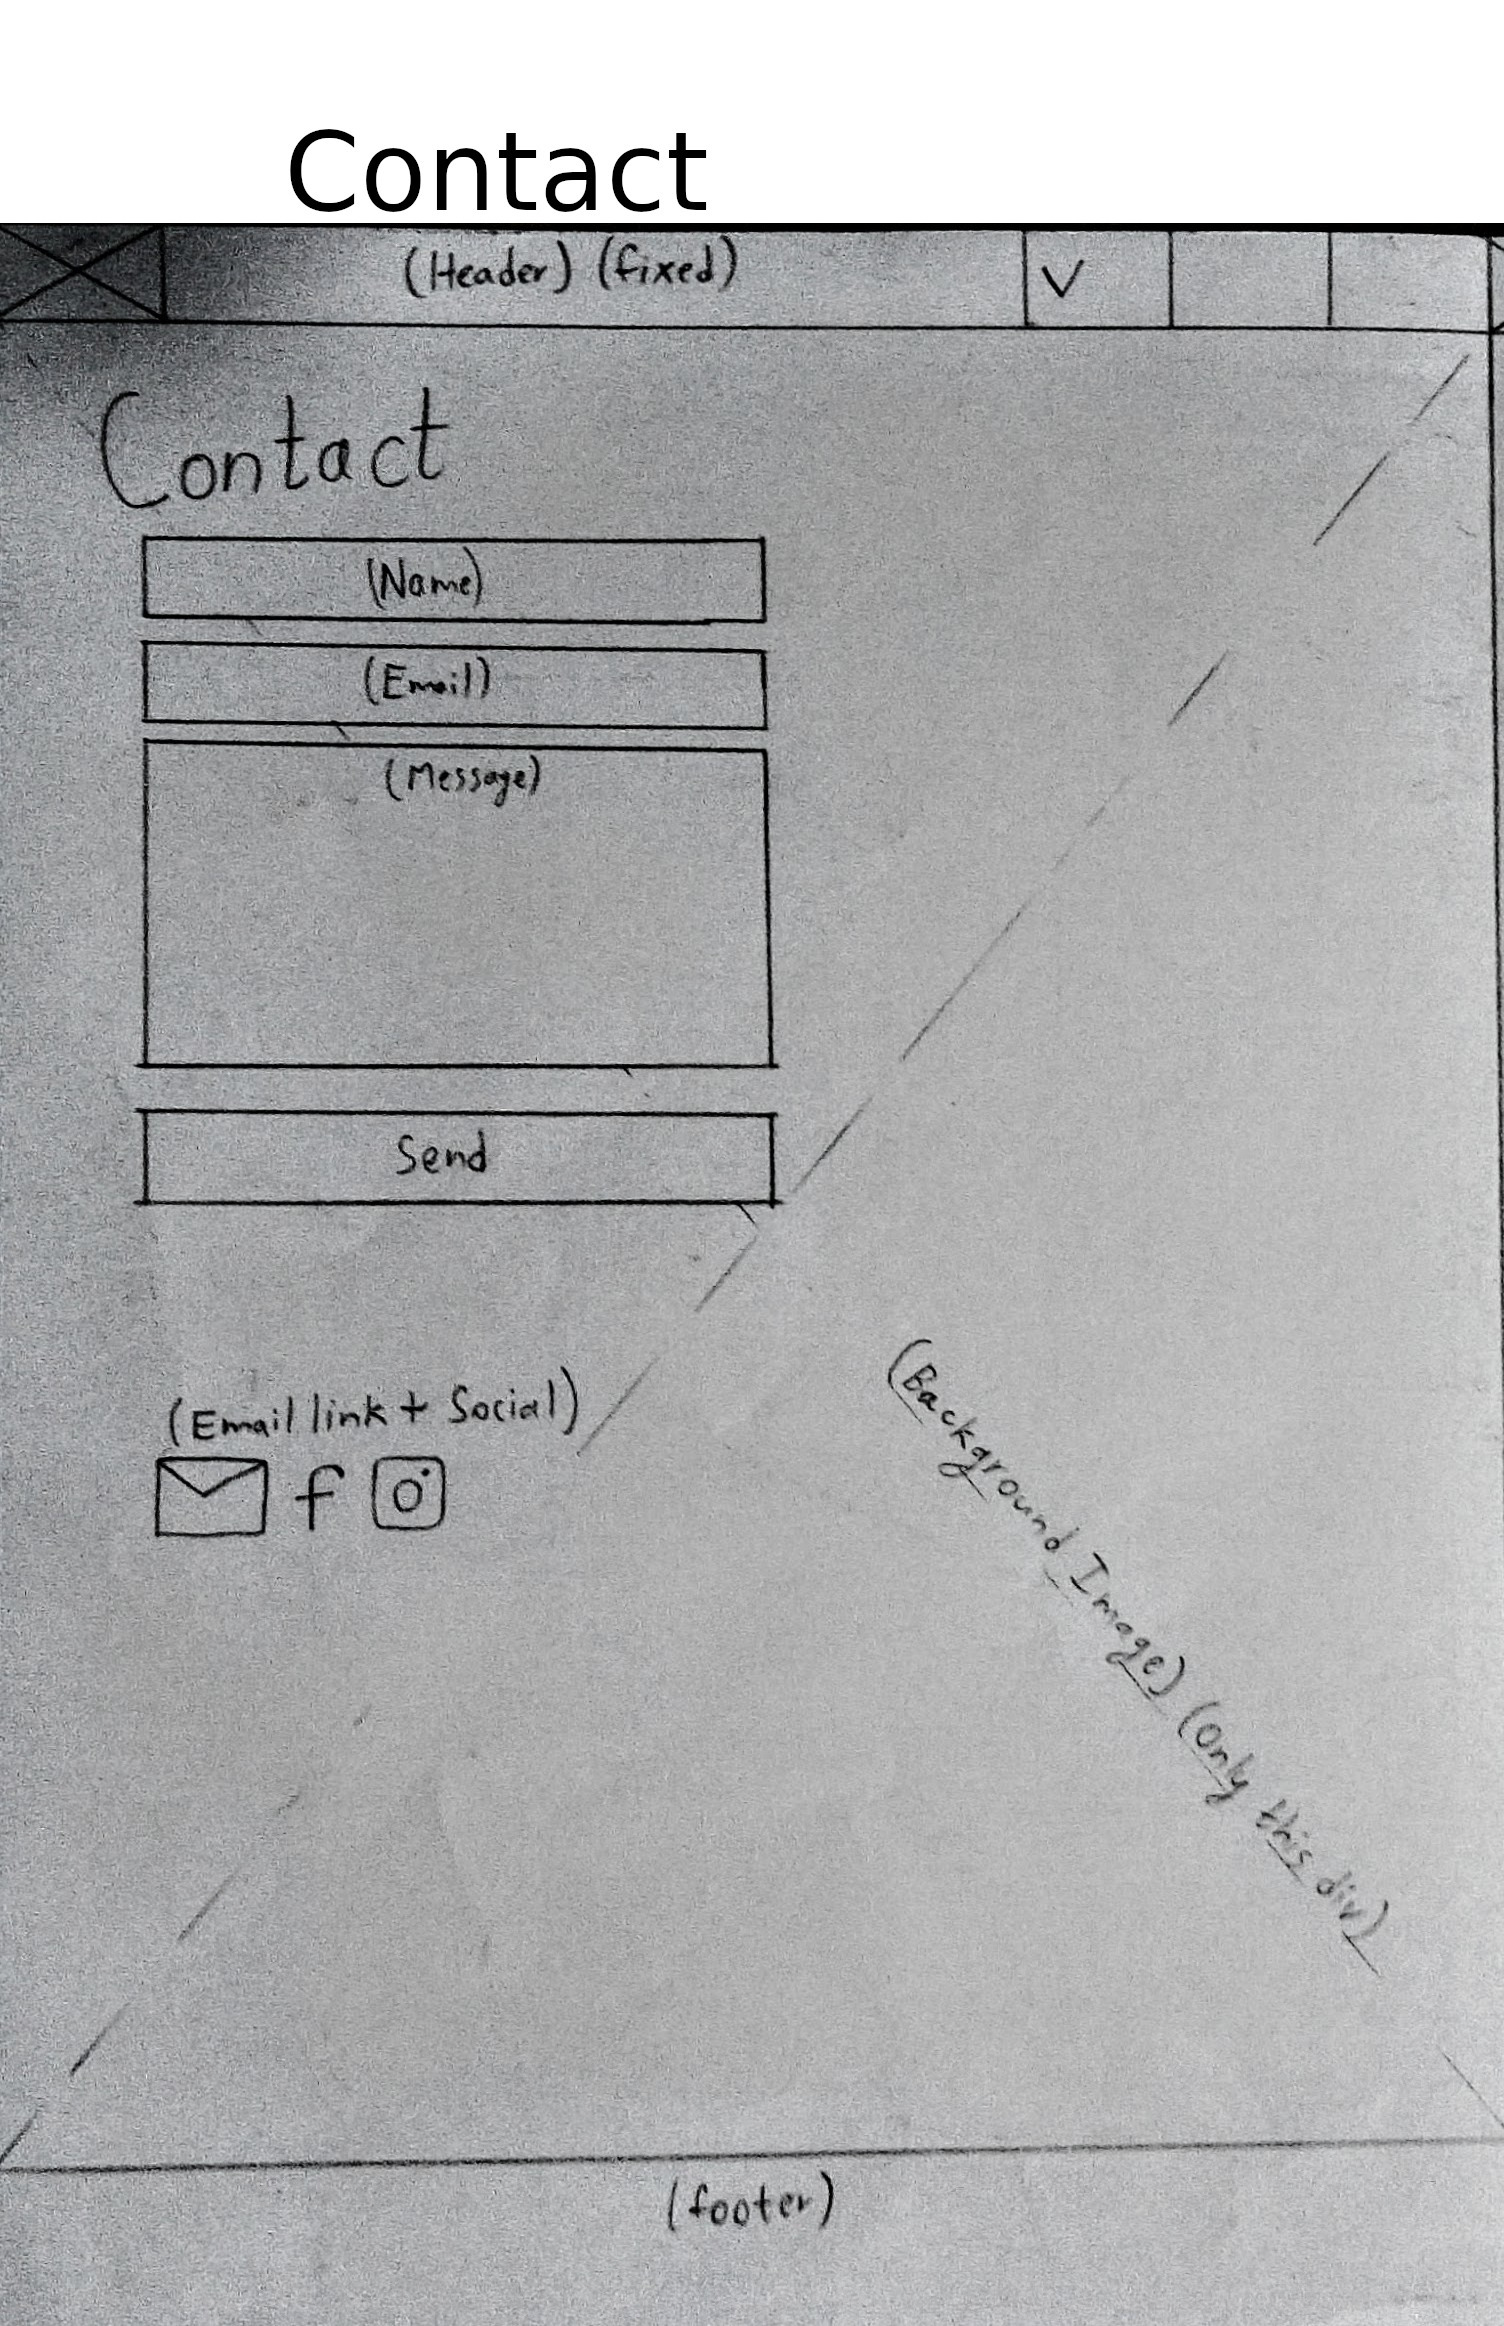 Contact
(Header) (fixed)
Contact
(Name)
(Email)
(Message)
Send
(Email link + Social)
f
(Background Image) (Only this div)
(footer)